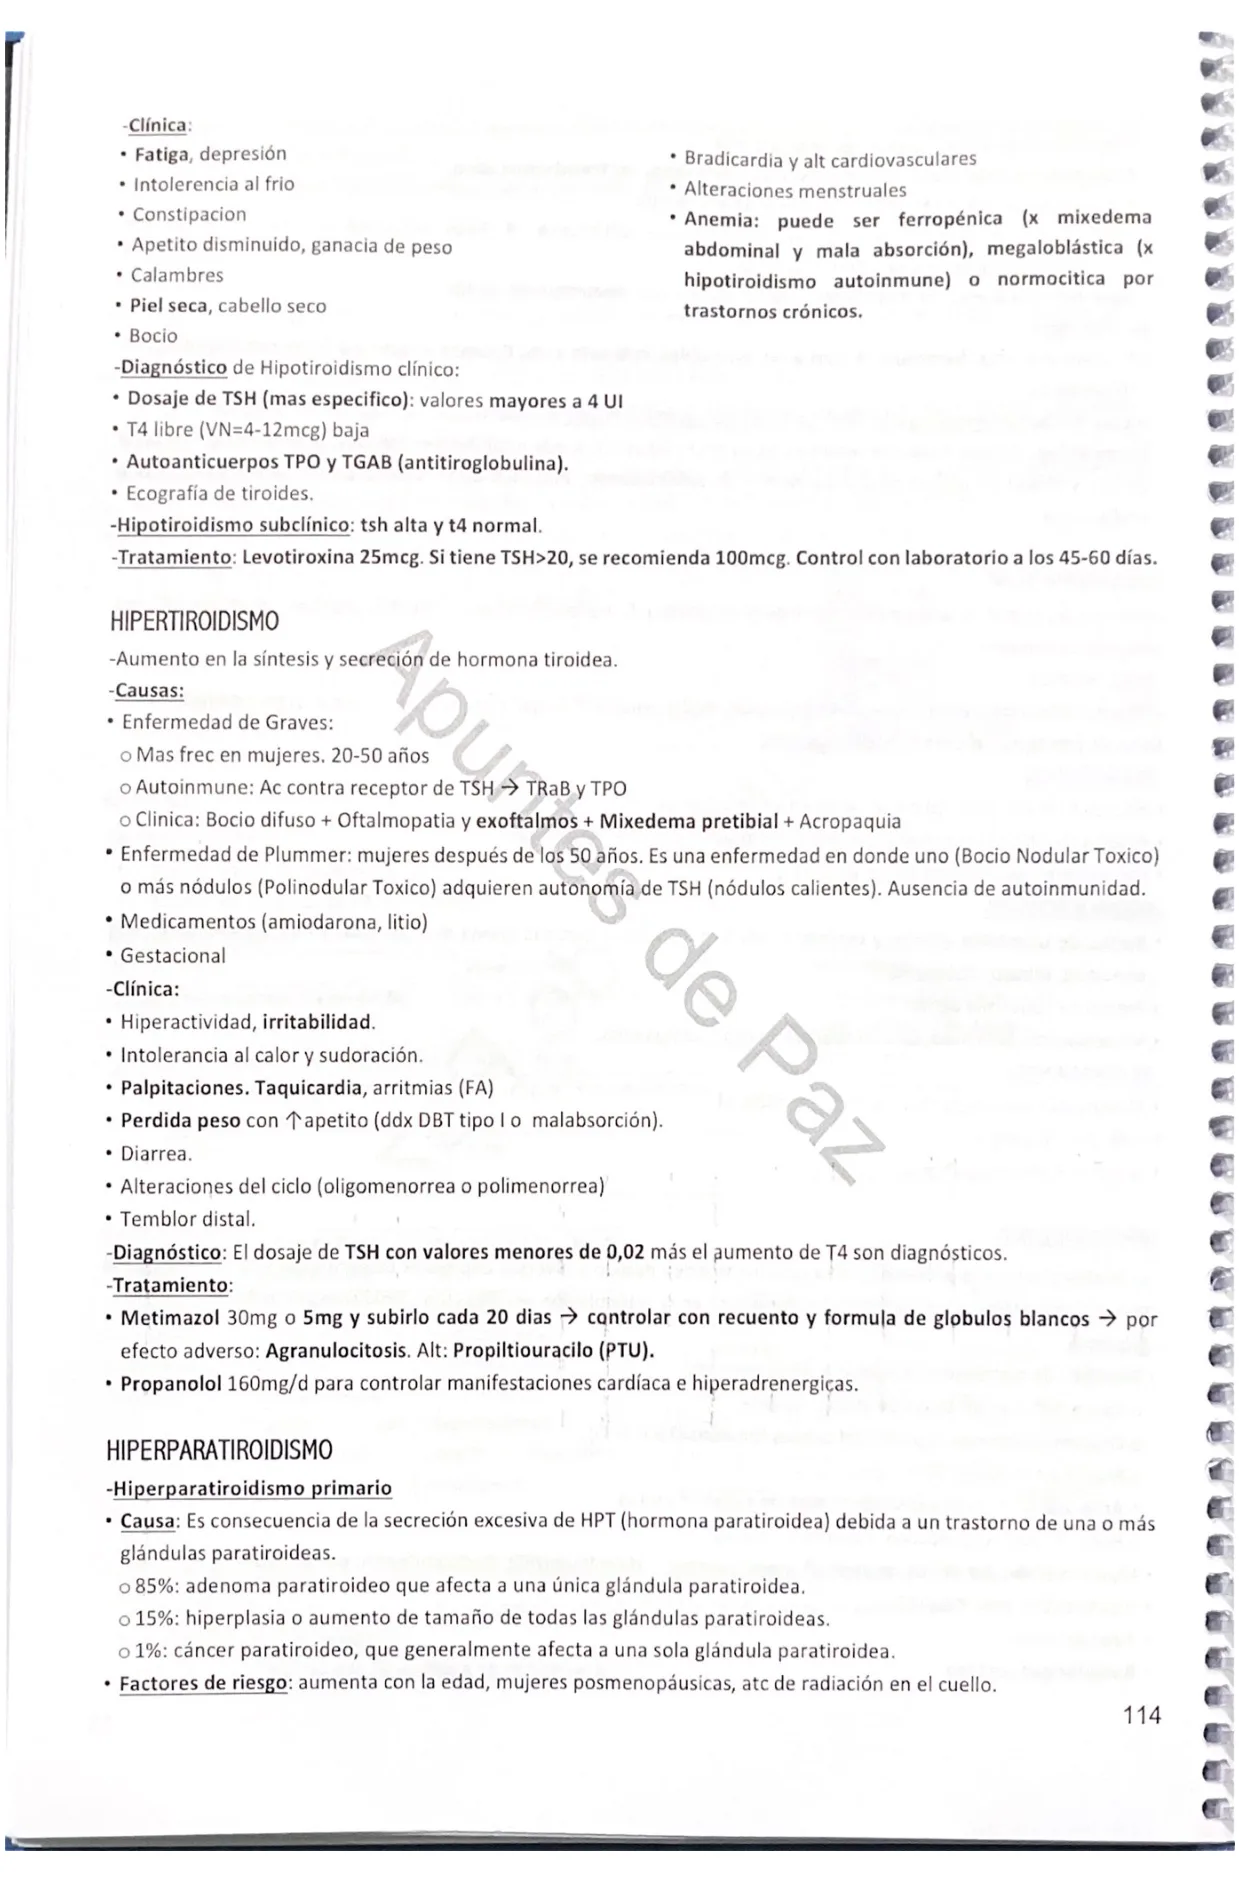 -Clínica:
• Fatiga, depresión
• Intolerencia al frio
• Constipacion
• Apetito disminuido, ganacia de peso
• Calambres
• Piel seca, cabello seco
• Bocio
• Bradicardia y alt cardiovasculares
• Alteraciones menstruales
• Anemia: puede ser ferropénica (x mixedema
abdominal y mala absorción), megaloblástica (x
hipotiroidismo autoinmune) o normocitica por
trastornos crónicos.
-Diagnóstico de Hipotiroidismo clínico:
• Dosaje de TSH (mas especifico): valores mayores a 4 UI
• T4 libre (VN=4-12mcg) baja
• Autoanticuerpos TPO y TGAB (antitiroglobulina).
• Ecografía de tiroides.
-Hipotiroidismo subclínico: tsh alta y t4 normal.
-Tratamiento: Levotiroxina 25mcg. Si tiene TSH>20, se recomienda 100mcg. Control con laboratorio a los 45-60 días.
HIPERTIROIDISMO
-Aumento en la síntesis y secreción de hormona tiroidea.
-Causas:
• Enfermedad de Graves:
o Mas frec en mujeres. 20-50 años
o Autoinmune: Ac contra receptor de TSH → TRaB y TPO
o Clinica: Bocio difuso + Oftalmopatia y exoftalmos + Mixedema pretibial + Acropaquia
• Enfermedad de Plummer: mujeres después de los 50 años. Es una enfermedad en donde uno (Bocio Nodular Toxico)
o más nódulos (Polinodular Toxico) adquieren autonomía de TSH (nódulos calientes). Ausencia de autoinmunidad.
• Medicamentos (amiodarona, litio)
• Gestacional
-Clínica:
• Hiperactividad, irritabilidad.
• Intolerancia al calor y sudoración.
• Palpitaciones. Taquicardia, arritmias (FA)
• Perdida peso con ↑apetito (ddx DBT tipo I o malabsorción).
• Diarrea.
• Alteraciones del ciclo (oligomenorrea o polimenorrea)
• Temblor distal.
-Diagnóstico: El dosaje de TSH con valores menores de 0,02 más el aumento de T4 son diagnósticos.
-Tratamiento:
• Metimazol 30mg o 5mg y subirlo cada 20 dias → controlar con recuento y formula de globulos blancos → por
efecto adverso: Agranulocitosis. Alt: Propiltiouracilo (PTU).
• Propanolol 160mg/d para controlar manifestaciones cardíaca e hiperadrenergicas.
HIPERPARATIROIDISMO
-Hiperparatiroidismo primario
• Causa: Es consecuencia de la secreción excesiva de HPT (hormona paratiroidea) debida a un trastorno de una o más
glándulas paratiroideas.
o 85%: adenoma paratiroideo que afecta a una única glándula paratiroidea.
o 15%: hiperplasia o aumento de tamaño de todas las glándulas paratiroideas.
o 1%: cáncer paratiroideo, que generalmente afecta a una sola glándula paratiroidea.
• Factores de riesgo: aumenta con la edad, mujeres posmenopáusicas, atc de radiación en el cuello.
114
Apuntes de Paz